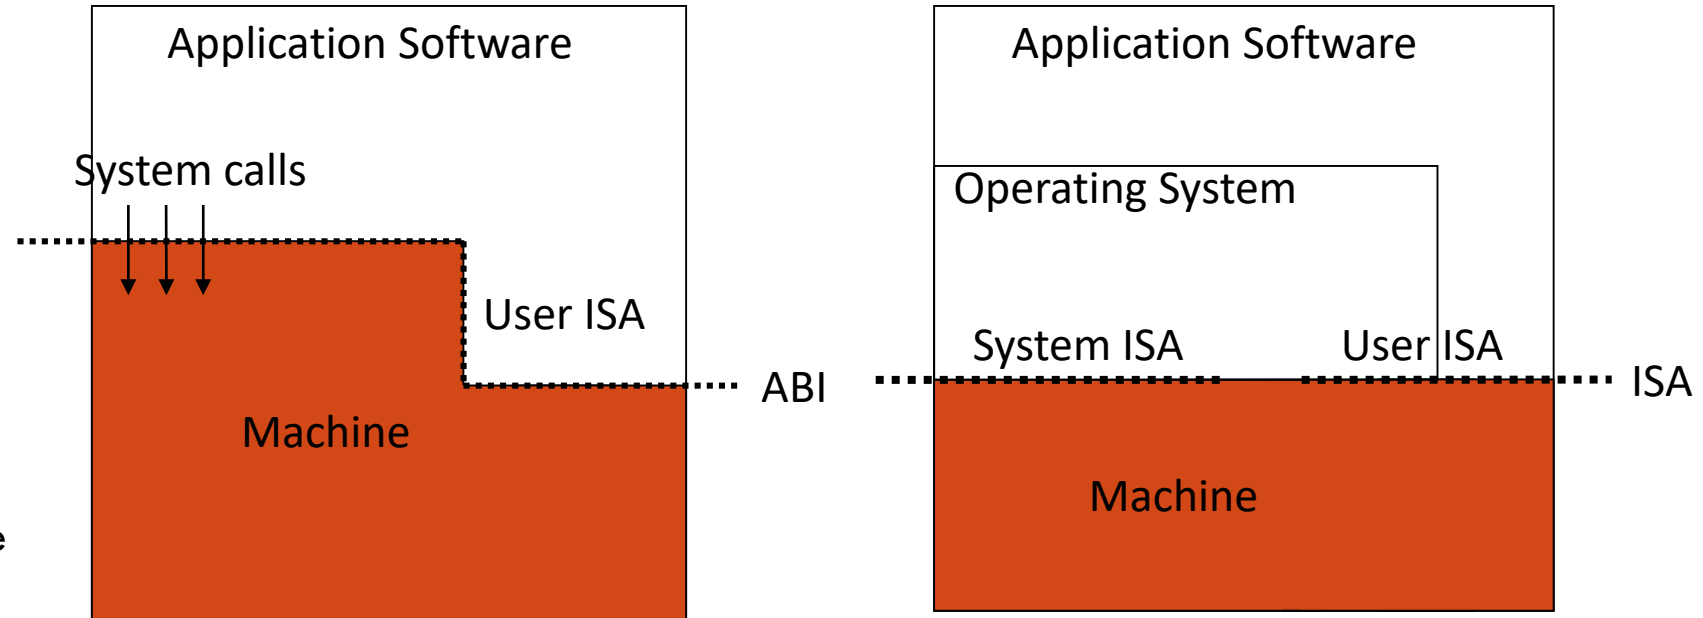 Application Software
System calls
User ISA
ABI
Machine
e
Application Software
Operating System
System ISA
User ISA
ISA
Machine